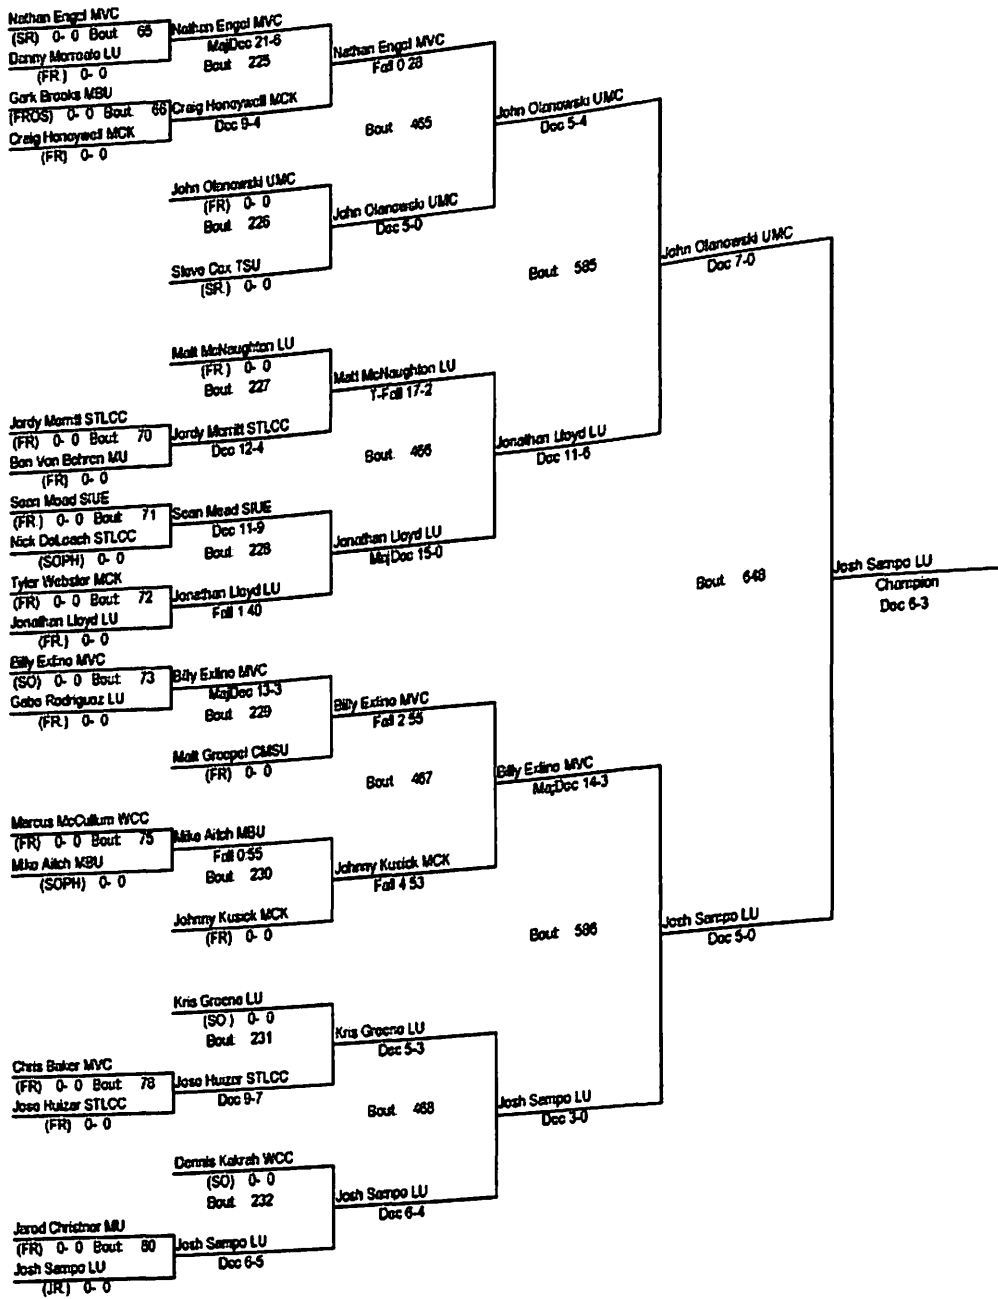 Nathan Engel MVC
(SR) 0- 0 Bout 65
Danny Marreale LU
(FR) 0- 0
Nathan Engel MVC
MajDec 21-6
Bout 225
Nathan Engel MVC
Fall 0 28
Gark Brooks MBU
(FROS) 0- 0 Bout 66
Craig Honeywell MCK
(FR) 0- 0
Craig Honeywell MCK
Dec 9-4
Bout 465
John Olanowski UMC
Dec 5-4
John Olanowski UMC
(FR) 0- 0
Bout 226
John Olanowski UMC
Dec 5-0
Steve Cox TSU
(SR.) 0- 0
Bout 585
John Olanowski UMC
Dec 7-0
Matt McNaughton LU
(FR) 0- 0
Bout 227
Matt McNaughton LU
T-Fall 17-2
Jordy Merritt STLCC
(FR) 0- 0 Bout 70
Ben Von Behren MU
(FR) 0- 0
Jordy Merritt STLCC
Dec 12-4
Bout 466
Jonathan Lloyd LU
Dec 11-6
Sean Mead SIUE
(FR) 0- 0 Bout 71
Nick DeLoach STLCC
(SOPH) 0- 0
Sean Mead SIUE
Dec 11-9
Bout 228
Jonathan Lloyd LU
MajDec 15-0
Tyler Webster MCK
(FR) 0- 0 Bout 72
Jonathan Lloyd LU
(FR) 0- 0
Jonathan Lloyd LU
Fall 1 40
Bout 648
Josh Sampo LU
Champion
Dec 6-3
Billy Exline MVC
(SO) 0- 0 Bout 73
Gabe Rodriguez LU
(FR) 0- 0
Billy Exline MVC
MajDec 13-3
Bout 229
Billy Exline MVC
Fall 2 55
Matt Groepel CMSU
(FR) 0- 0
Bout 467
Billy Exline MVC
MajDec 14-3
Marcus McCullum WCC
(FR) 0- 0 Bout 75
Mike Aitch MBU
(SOPH) 0- 0
Mike Aitch MBU
Fall 0:55
Bout 230
Johnny Kusick MCK
Fall 4 53
Johnny Kusick MCK
(FR) 0- 0
Bout 586
Josh Sampo LU
Dec 5-0
Kris Greene LU
(SO) 0- 0
Bout 231
Kris Greene LU
Dec 5-3
Chris Baker MVC
(FR) 0- 0 Bout 78
Jose Huizar STLCC
(FR) 0- 0
Jose Huizar STLCC
Dec 9-7
Bout 468
Josh Sampo LU
Dec 3-0
Dennis Kakrah WCC
(SO) 0- 0
Bout 232
Josh Sampo LU
Dec 6-4
Jarod Christner MU
(FR) 0- 0 Bout 80
Josh Sampo LU
(JR.) 0- 0
Josh Sampo LU
Dec 6-5